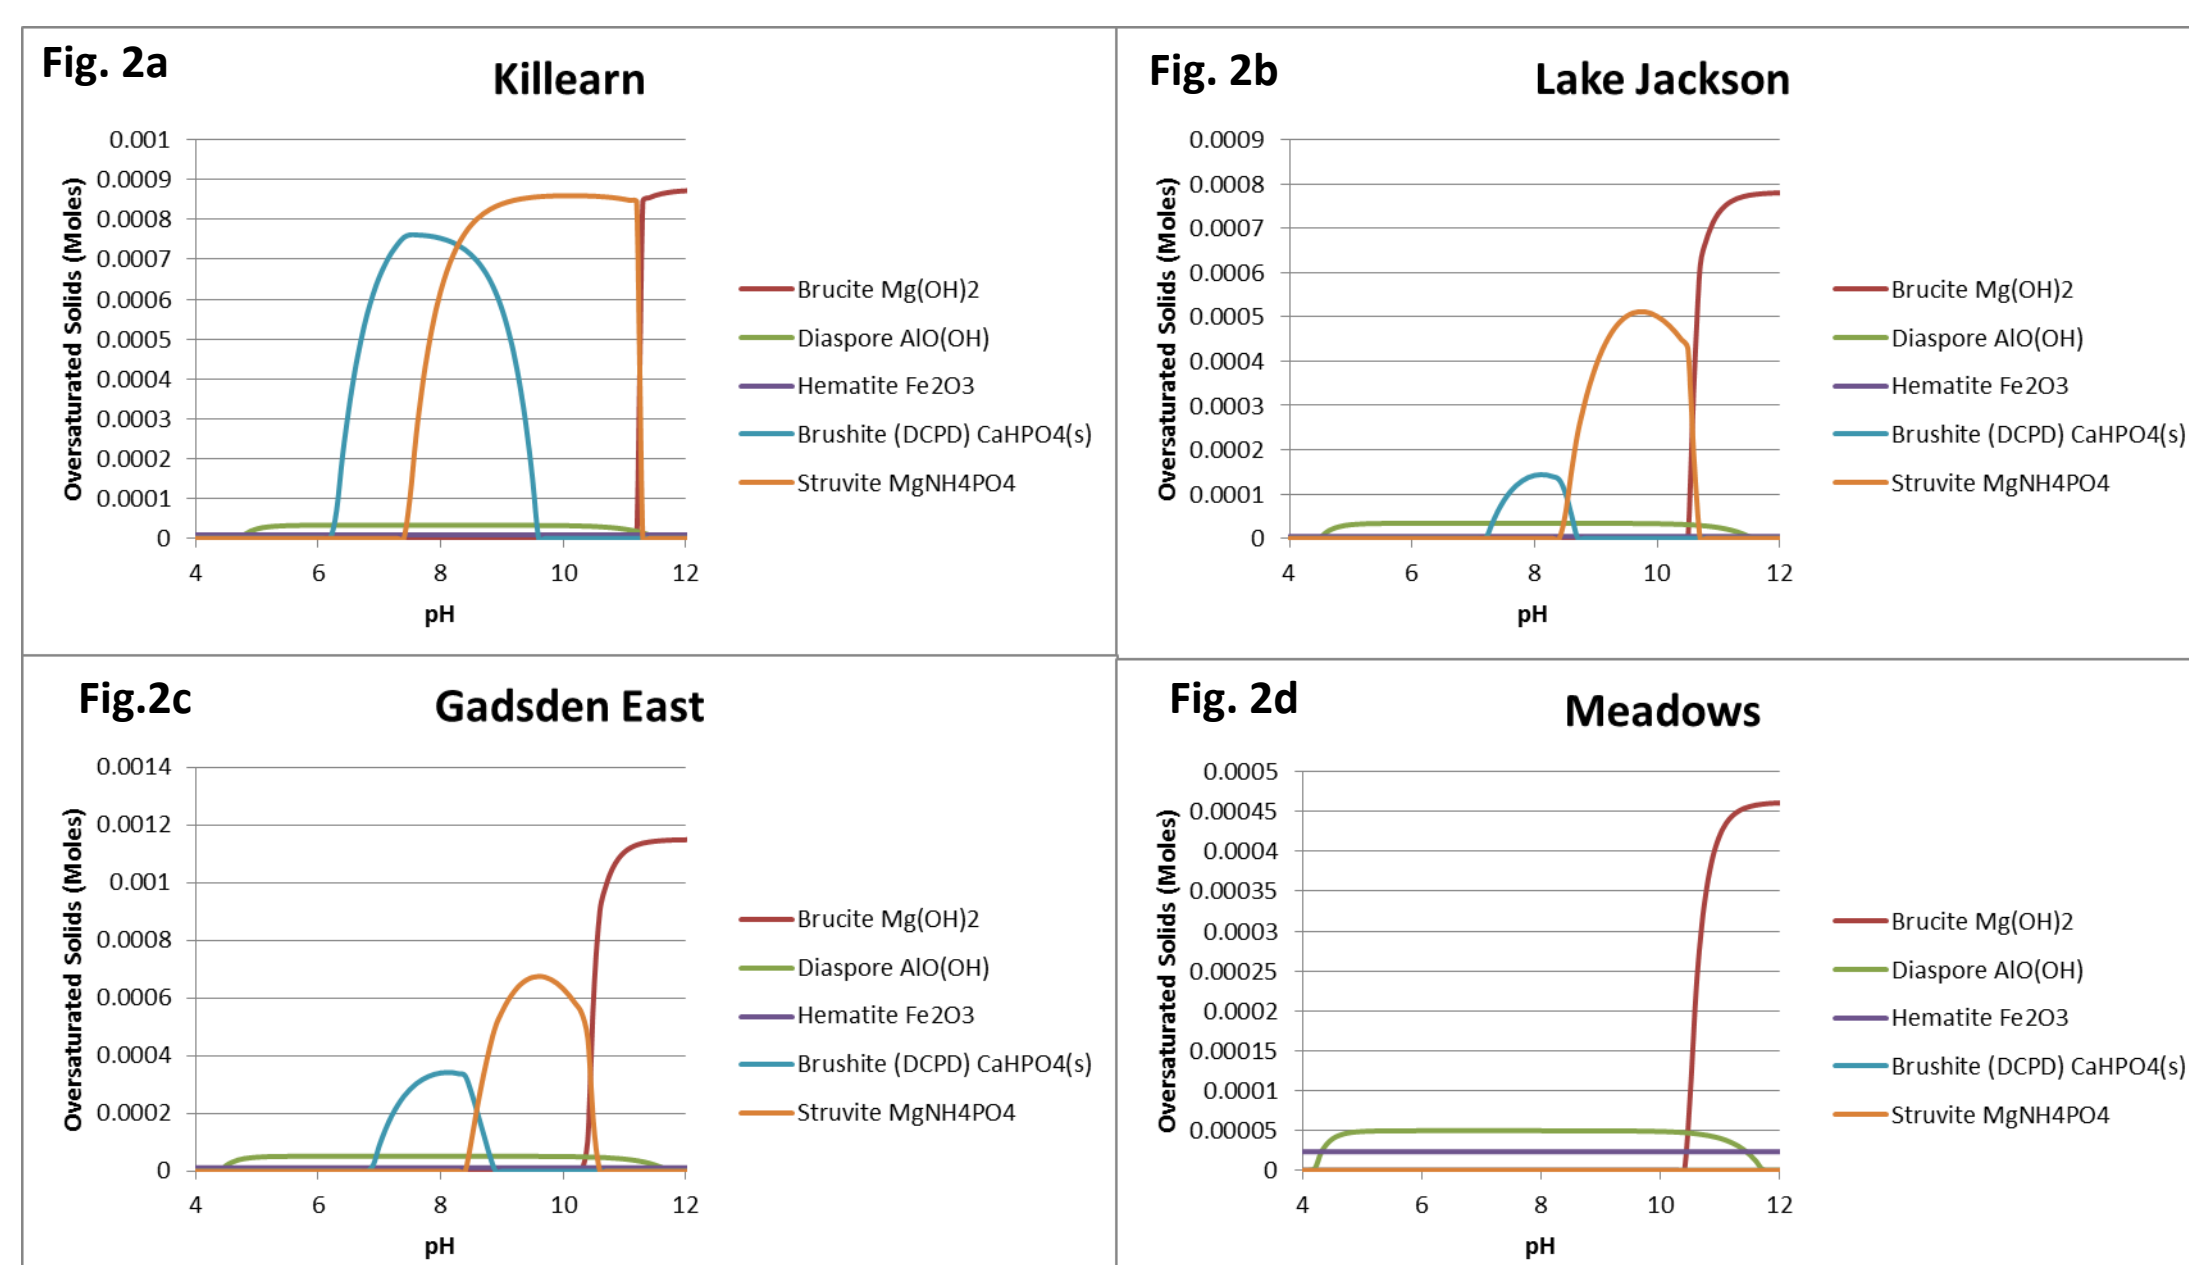 Fig. 2a
Killearn
Oversaturated Solids (Moles)
0.001
0.0009
0.0008
0.0007
0.0006
0.0005
0.0004
0.0003
0.0002
0.0001
0
4 6 8 10 12
pH
Brucite Mg(OH)2
Diaspore AlO(OH)
Hematite Fe2O3
Brushite (DCPD) CaHPO4(s)
Struvite MgNH4PO4
Fig. 2b
Lake Jackson
Oversaturated Solids (Moles)
0.0009
0.0008
0.0007
0.0006
0.0005
0.0004
0.0003
0.0002
0.0001
0
4 6 8 10 12
pH
Brucite Mg(OH)2
Diaspore AlO(OH)
Hematite Fe2O3
Brushite (DCPD) CaHPO4(s)
Struvite MgNH4PO4
Fig.2c
Gadsden East
Oversaturated Solids (Moles)
0.0014
0.0012
0.001
0.0008
0.0006
0.0004
0.0002
0
4 6 8 10 12
pH
Brucite Mg(OH)2
Diaspore AlO(OH)
Hematite Fe2O3
Brushite (DCPD) CaHPO4(s)
Struvite MgNH4PO4
Fig. 2d
Meadows
Oversaturated Solids (Moles)
0.0005
0.00045
0.0004
0.00035
0.0003
0.00025
0.0002
0.00015
0.0001
0.00005
0
4 6 8 10 12
pH
Brucite Mg(OH)2
Diaspore AlO(OH)
Hematite Fe2O3
Brushite (DCPD) CaHPO4(s)
Struvite MgNH4PO4